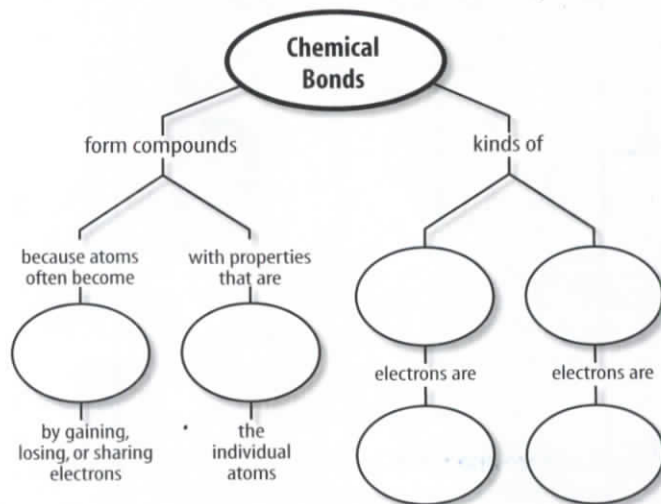 Chemical
Bonds
form compounds
kinds of
because atoms
often become
with properties
that are
electrons are
electrons are
by gaining,
losing, or sharing
electrons
the
individual
atoms